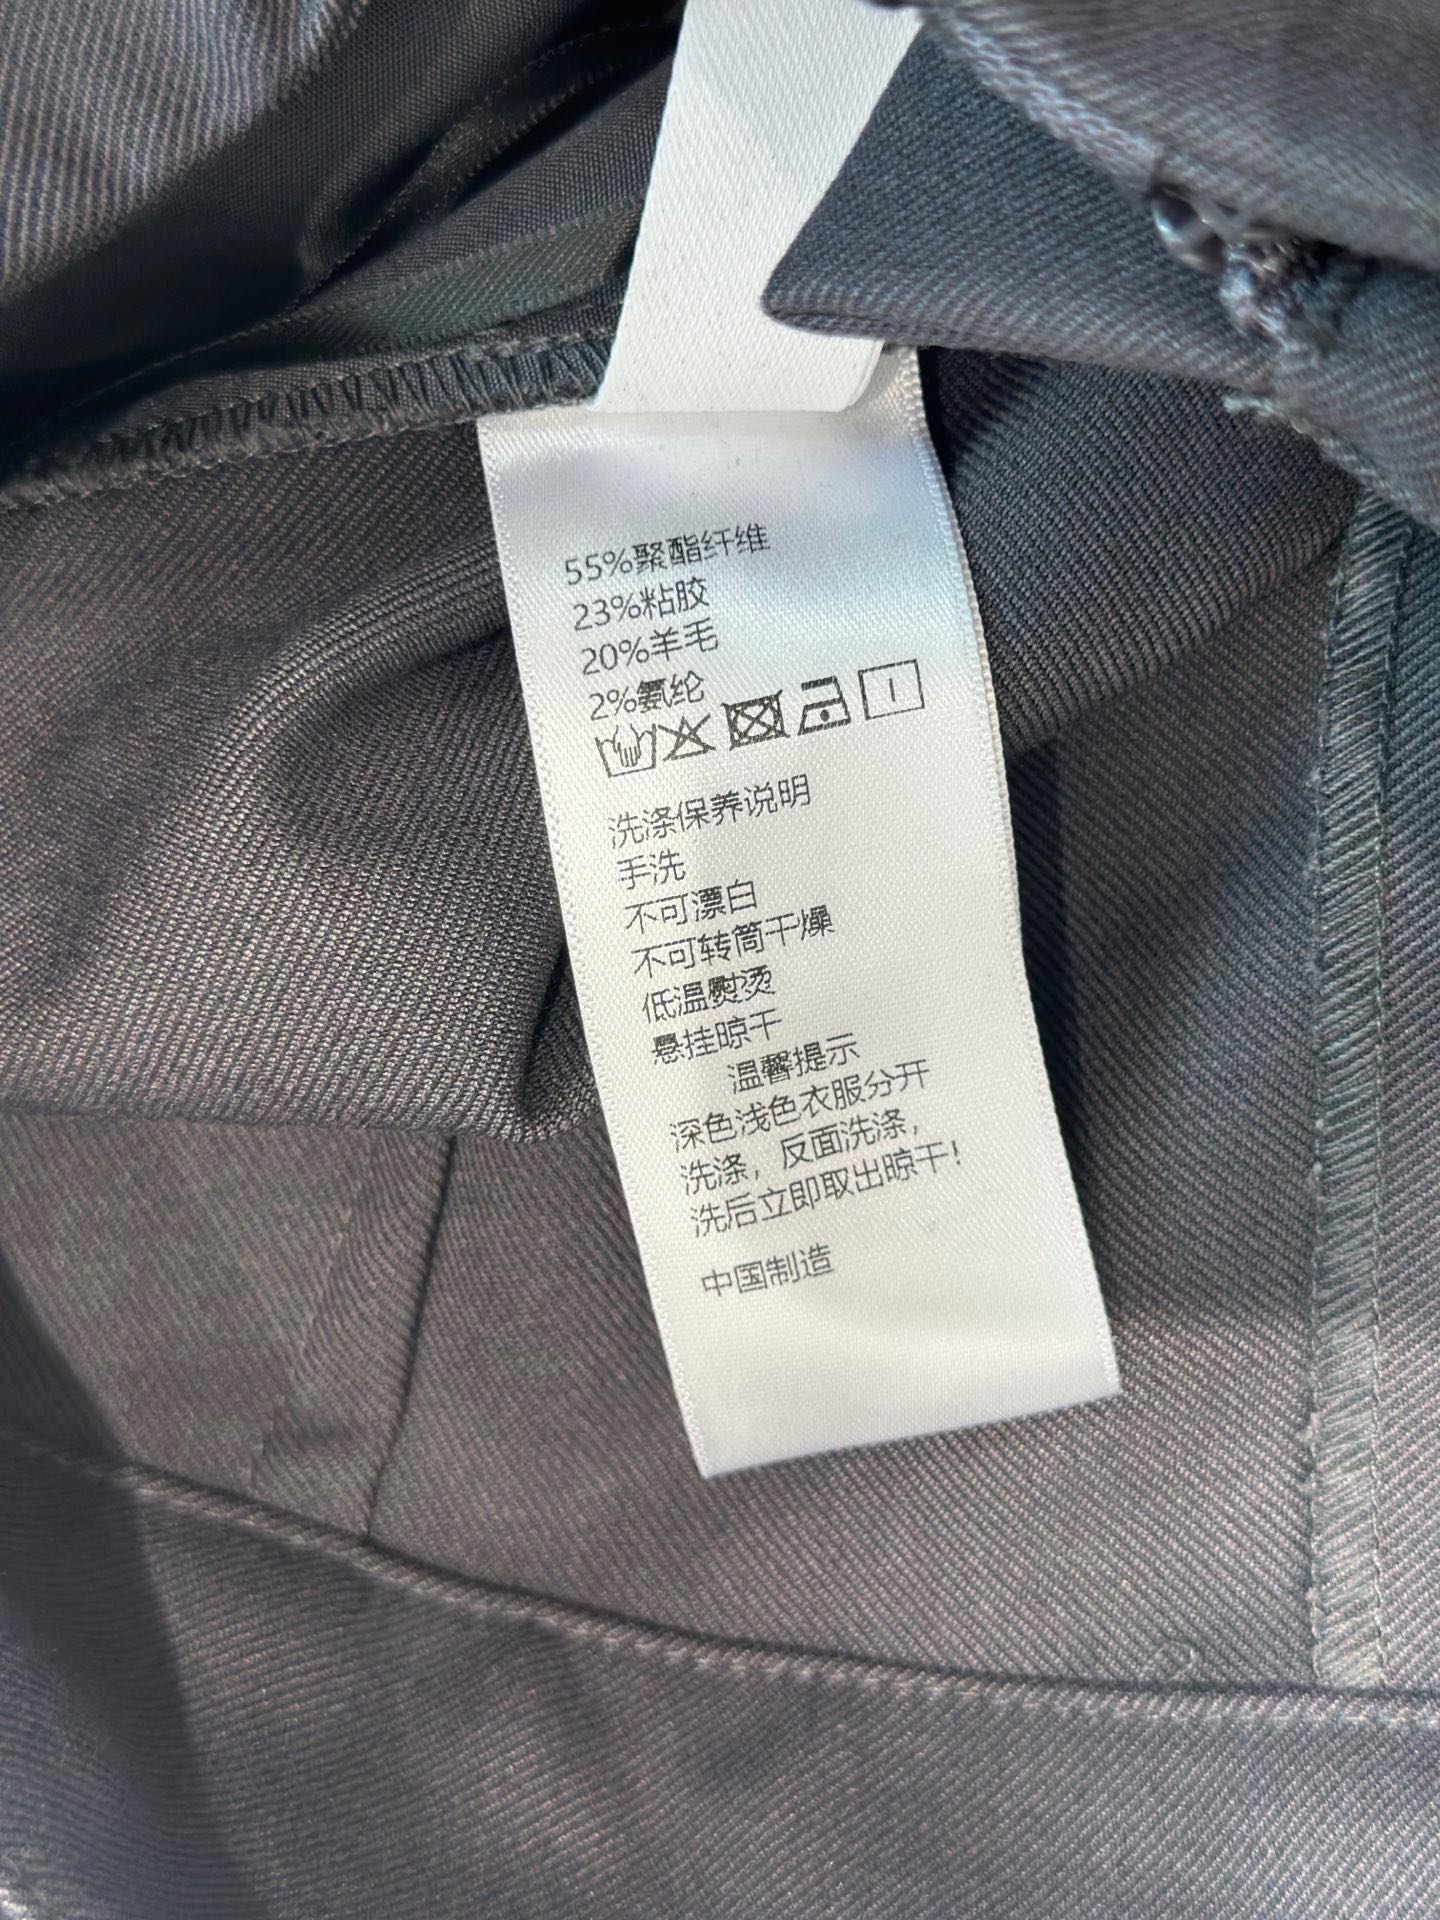 55%聚酯纤维
23%粘胶
20%羊毛
2%氨纶
洗涤保养说明
手洗
不可漂白
不可转筒干燥
低温熨烫
悬挂晾干
温馨提示
深色浅色衣服分开
洗涤，反面洗涤，
洗后立即取出晾干！
中国制造